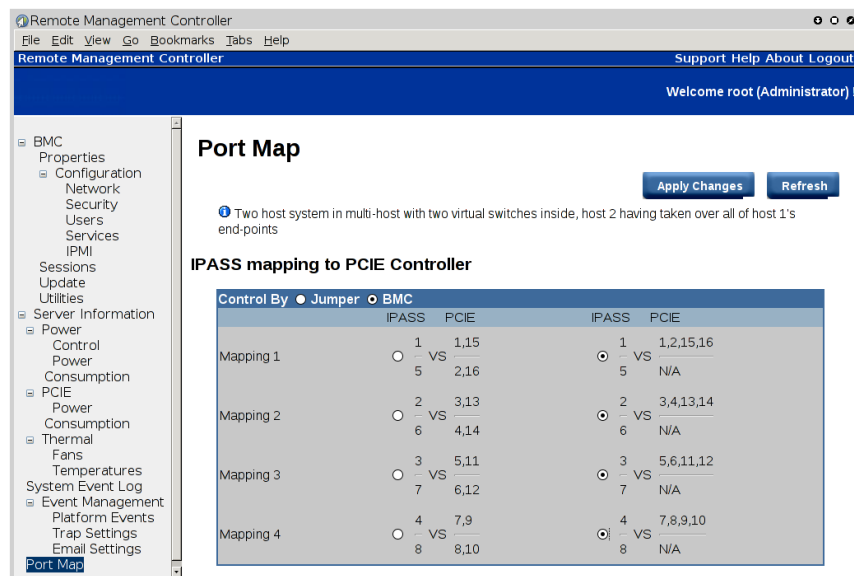 Remote Management Controller
File Edit View Go Bookmarks Tabs Help
Remote Management Controller Support Help About Logout
Welcome root (Administrator) !
BMC
Properties
Configuration
Network
Security
Users
Services
IPMI
Sessions
Update
Utilities
Server Information
Power
Control
Power
Consumption
PCIE
Power
Consumption
Thermal
Fans
Temperatures
System Event Log
Event Management
Platform Events
Trap Settings
Email Settings
Port Map
Port Map
Apply Changes Refresh
Two host system in multi-host with two virtual switches inside, host 2 having taken over all of host 1's
end-points
IPASS mapping to PCIE Controller
Control By Jumper BMC
IPASS PCIE IPASS PCIE
1 1,15 1 1,2,15,16
Mapping 1 VS VS
5 2,16 5 N/A
2 3,13 2 3,4,13,14
Mapping 2 VS VS
6 4,14 6 N/A
3 5,11 3 5,6,11,12
Mapping 3 VS VS
7 6,12 7 N/A
4 7,9 4 7,8,9,10
Mapping 4 VS VS
8 8,10 8 N/A